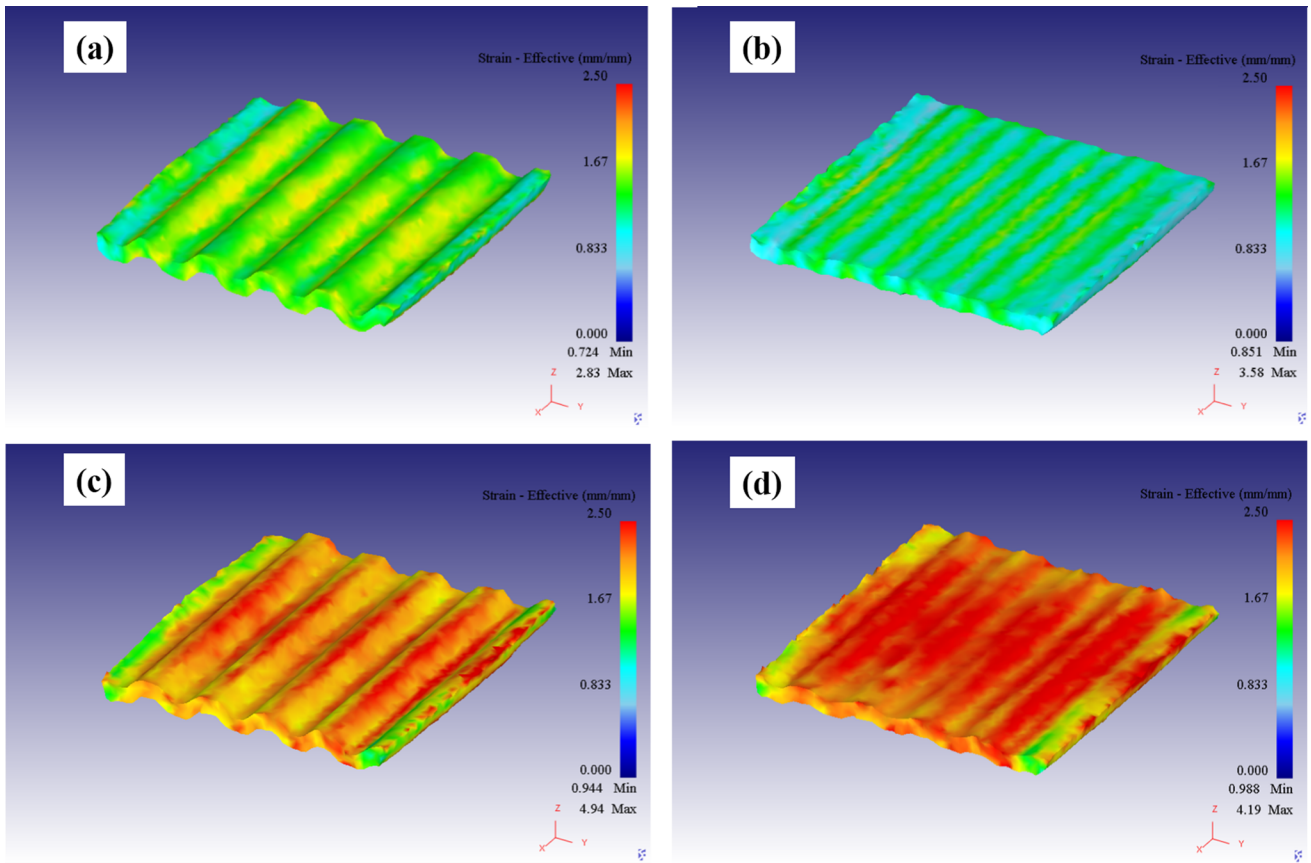 (a)
Strain - Effective (mm/mm)
2.50
1.67
0.833
0.000
0.724 Min
2.83 Max
Z
X
Y
(b)
Strain - Effective (mm/mm)
2.50
1.67
0.833
0.000
0.851 Min
3.58 Max
Z
X
Y
(c)
Strain - Effective (mm/mm)
2.50
1.67
0.833
0.000
0.944 Min
4.94 Max
Z
X
Y
(d)
Strain - Effective (mm/mm)
2.50
1.67
0.833
0.000
0.988 Min
4.19 Max
Z
X
Y